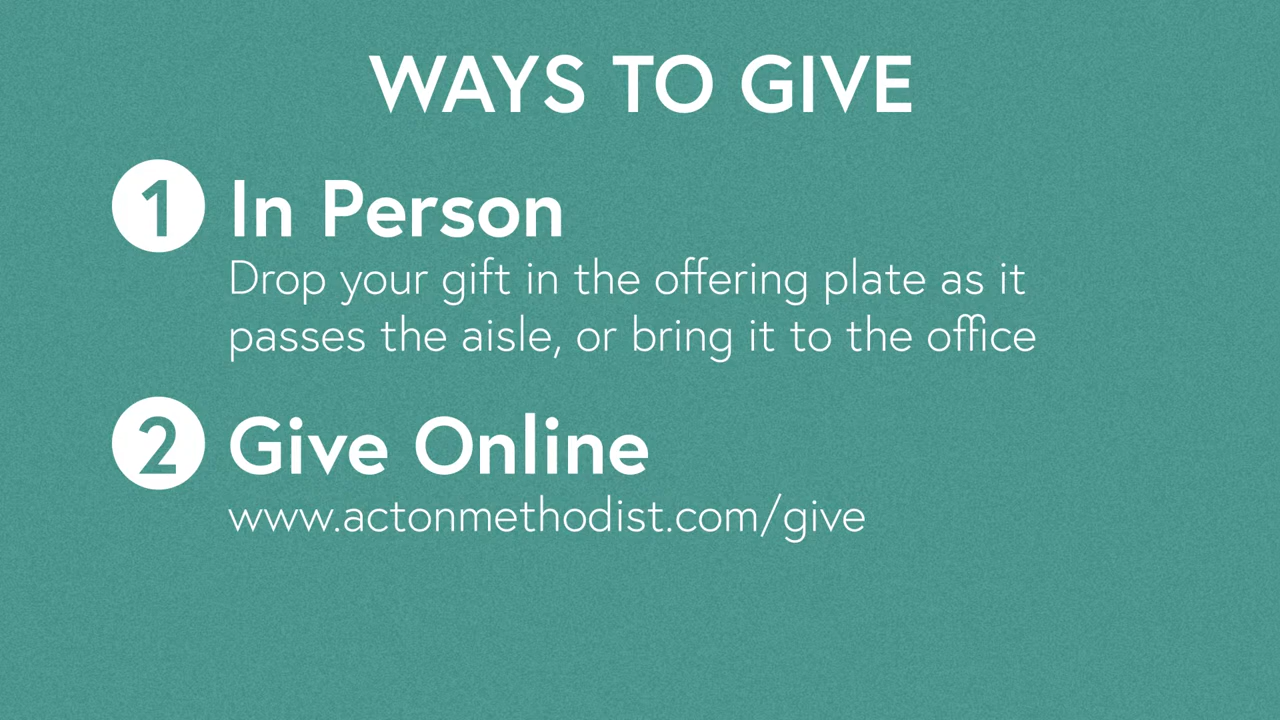 WAYS TO GIVE
1 In Person
Drop your gift in the offering plate as it
passes the aisle, or bring it to the office
2 Give Online
www.actonmethodist.com/give